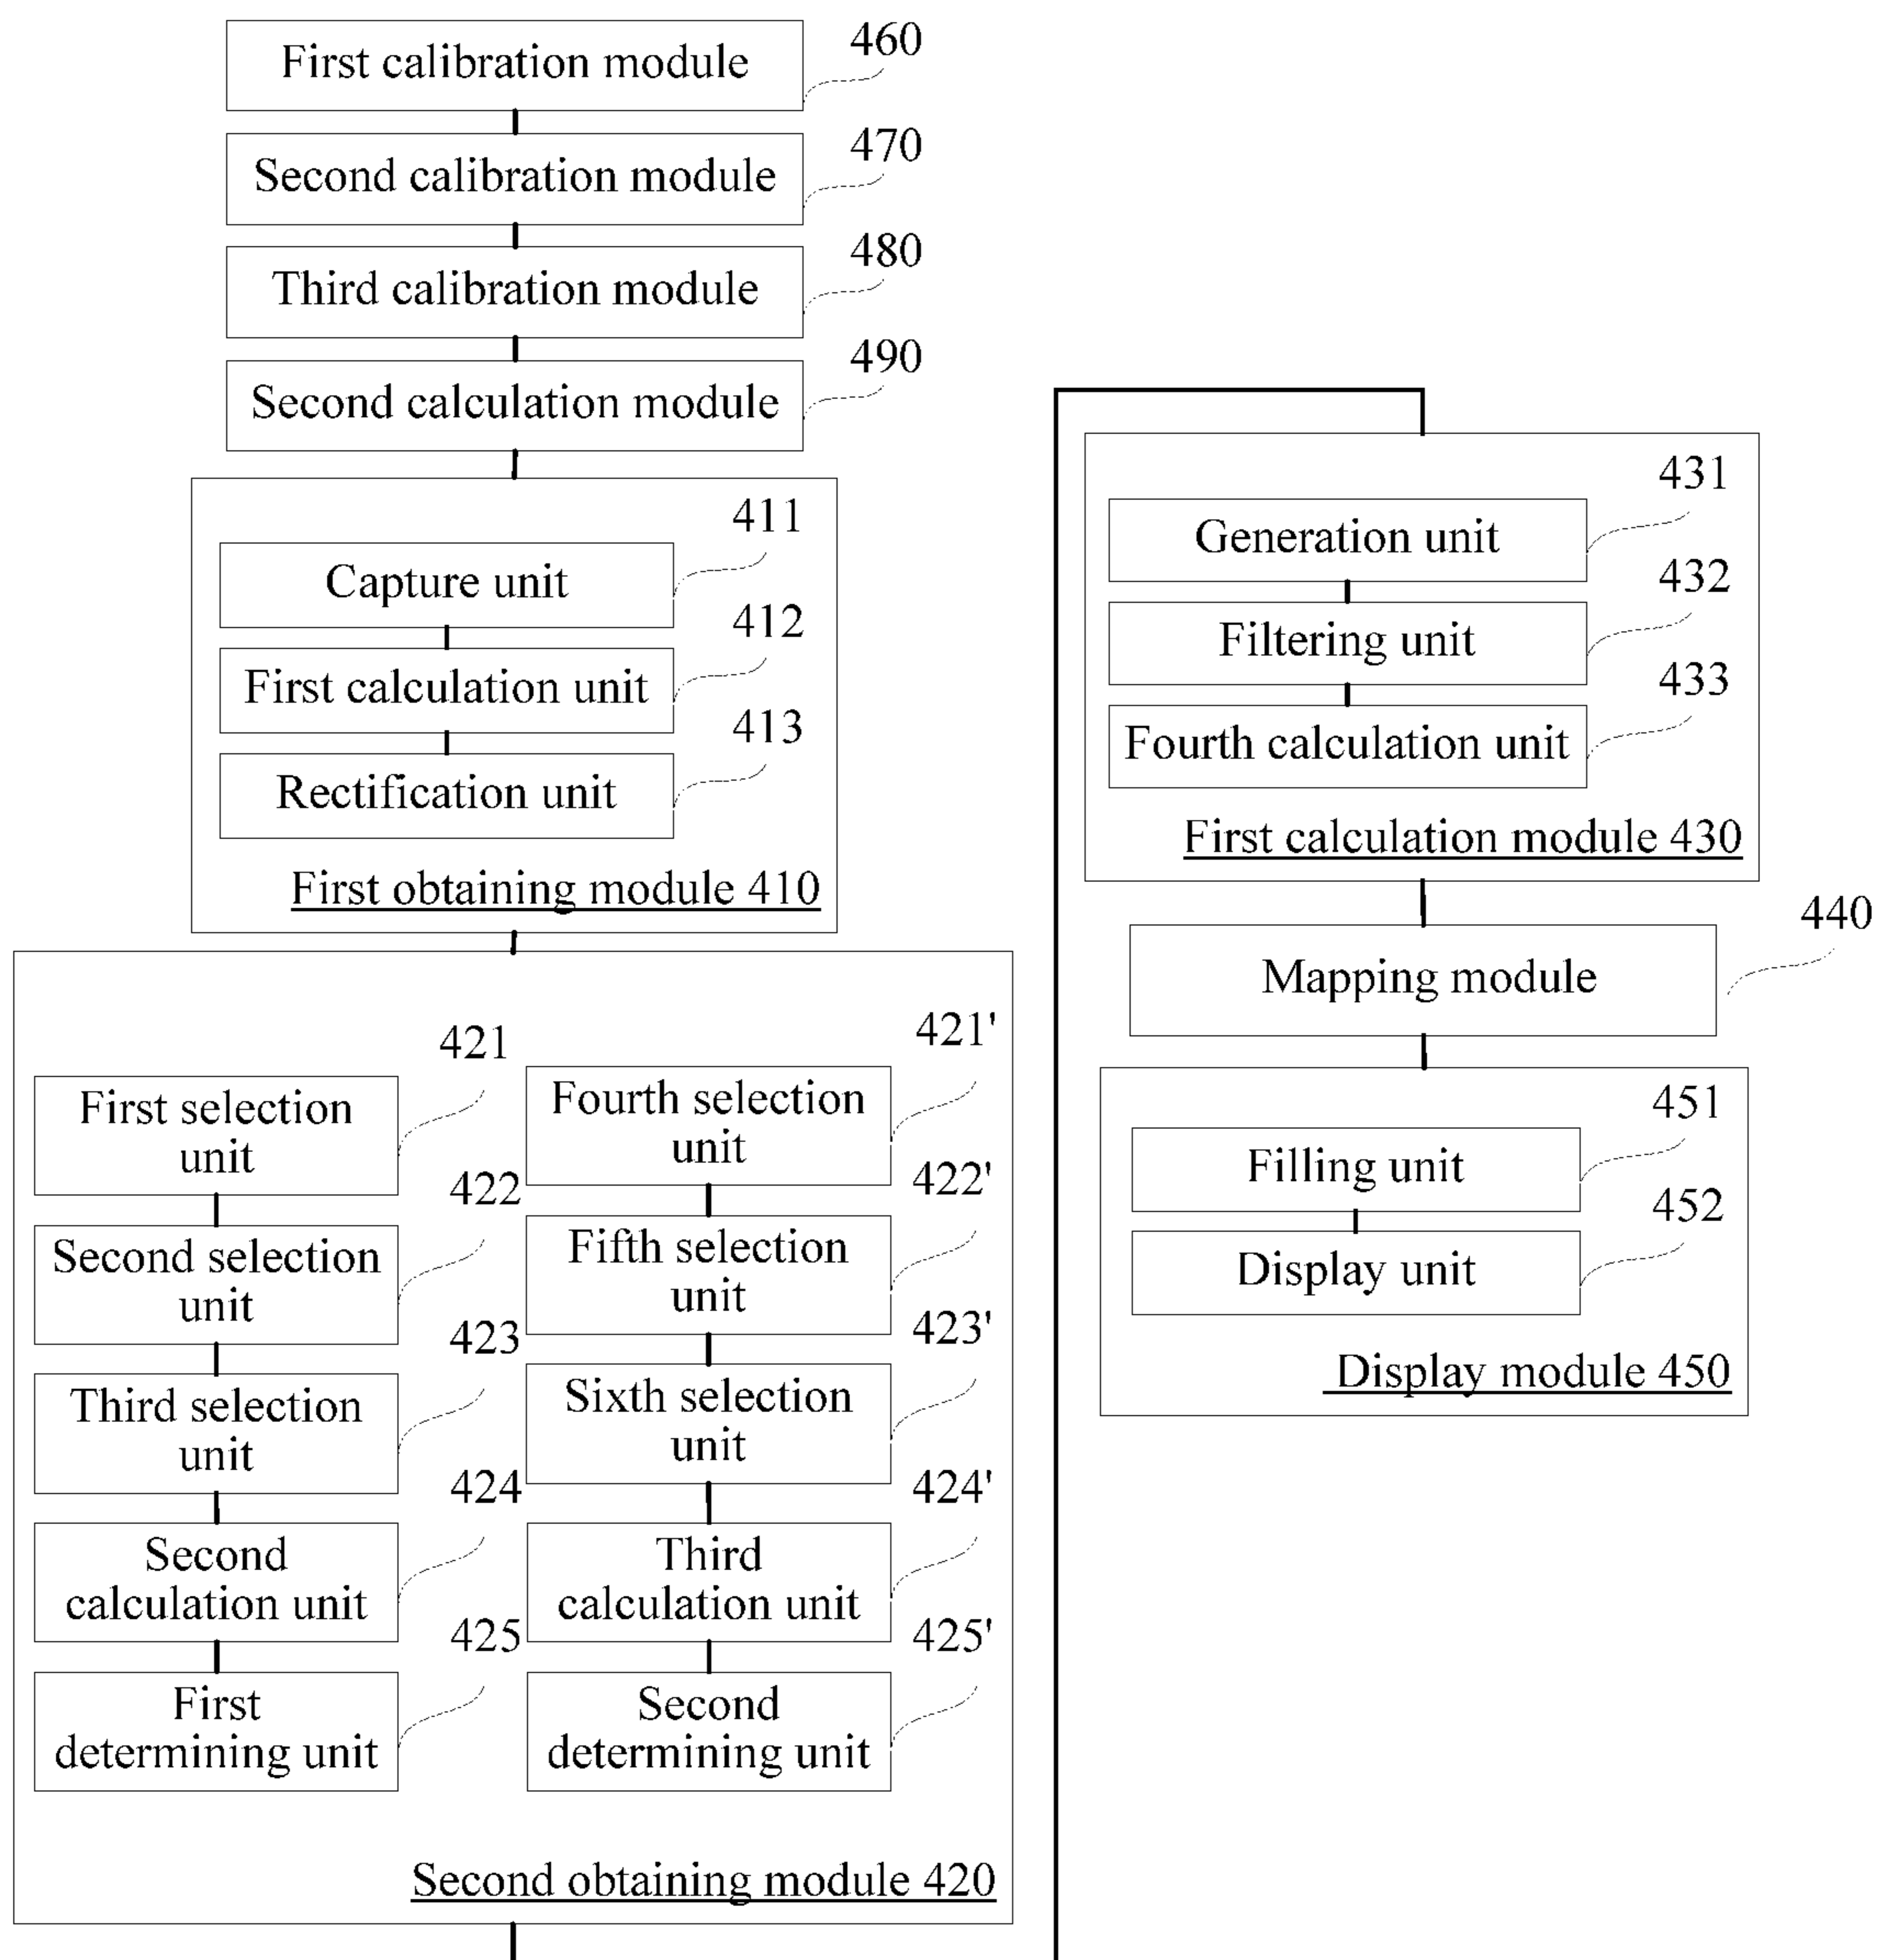 First calibration module
460
Second calibration module
470
Third calibration module
480
Second calculation module
490
Capture unit
411
First calculation unit
412
Rectification unit
413
First obtaining module 410
First selection
unit
421
Second selection
unit
422
Third selection
unit
423
Second
calculation unit
424
First
determining unit
425
Fourth selection
unit
421'
Fifth selection
unit
422'
Sixth selection
unit
423'
Third
calculation unit
424'
Second
determining unit
425'
Second obtaining module 420
Generation unit
431
Filtering unit
432
Fourth calculation unit
433
First calculation module 430
Mapping module
440
Filling unit
451
Display unit
452
Display module 450